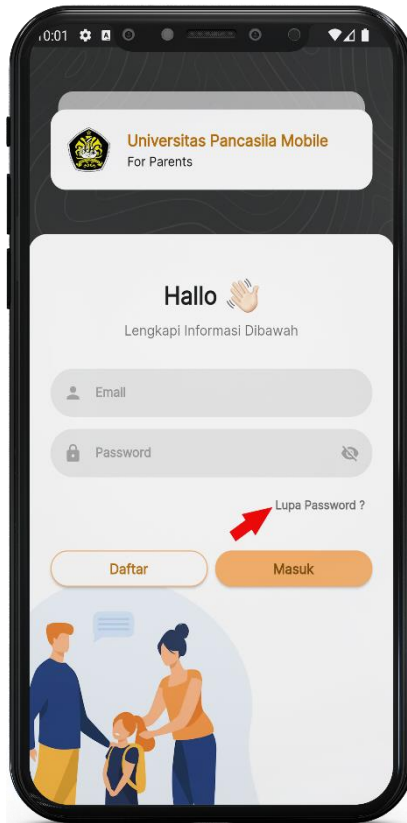 0:01
Universitas Pancasila Mobile
For Parents
Hallo 👋🏻
Lengkapi Informasi Dibawah
Email
Password
Lupa Password ?
Daftar
Masuk